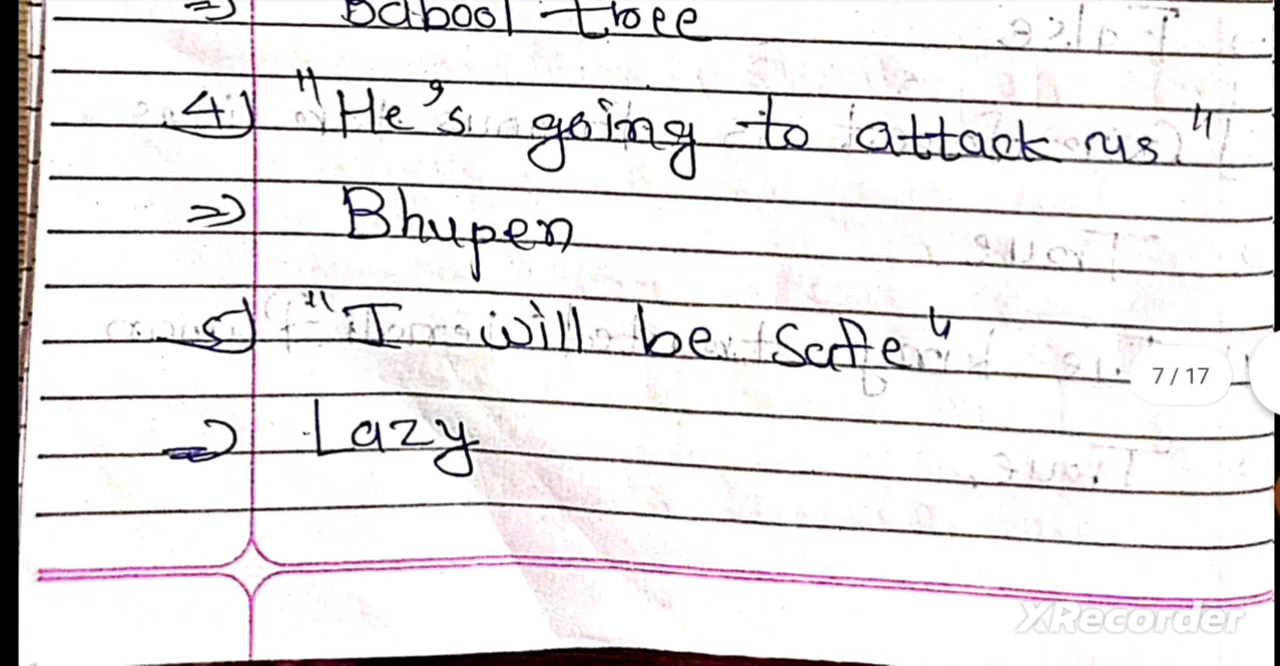 => Babool tree
4) "He's going to attack us."
=> Bhupen
5) "I will be safe"
7 / 17
=> Lazy
XRecorder